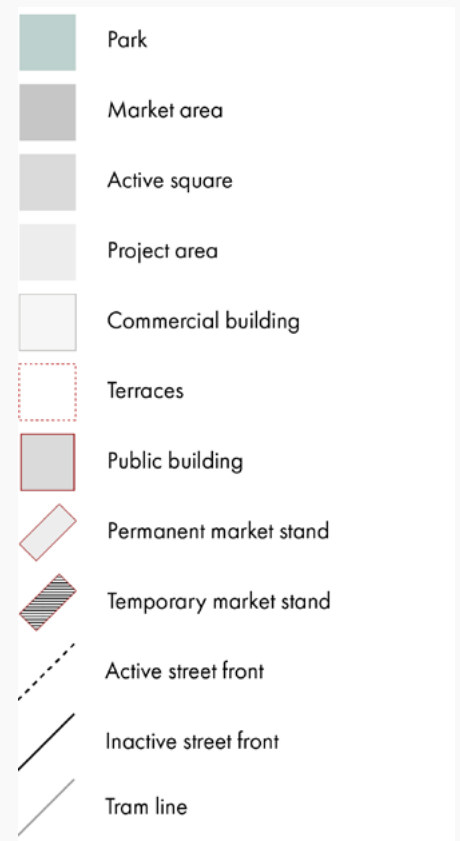 Park
Market area
Active square
Project area
Commercial building
Terraces
Public building
Permanent market stand
Temporary market stand
Active street front
Inactive street front
Tram line